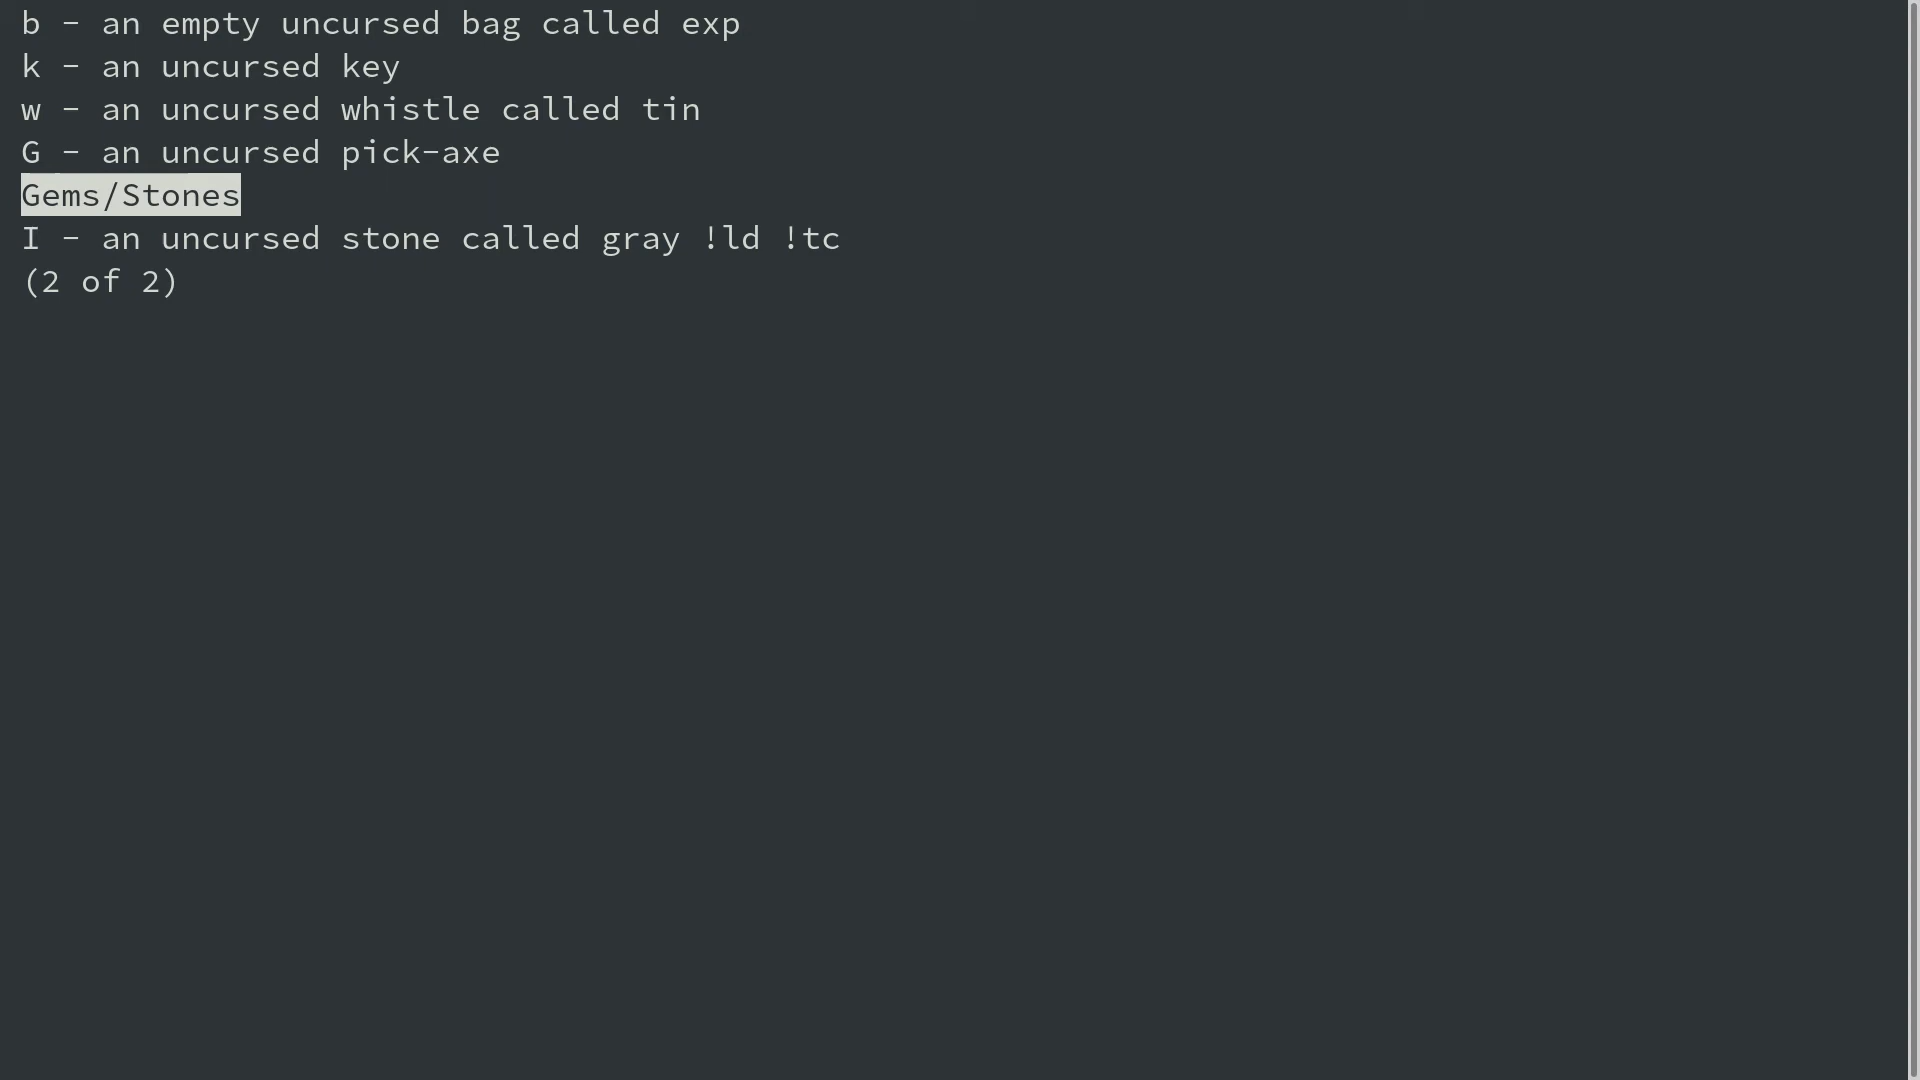 b - an empty uncursed bag called exp
k - an uncursed key
w - an uncursed whistle called tin
G - an uncursed pick-axe
Gems/Stones
I - an uncursed stone called gray !ld !tc
(2 of 2)